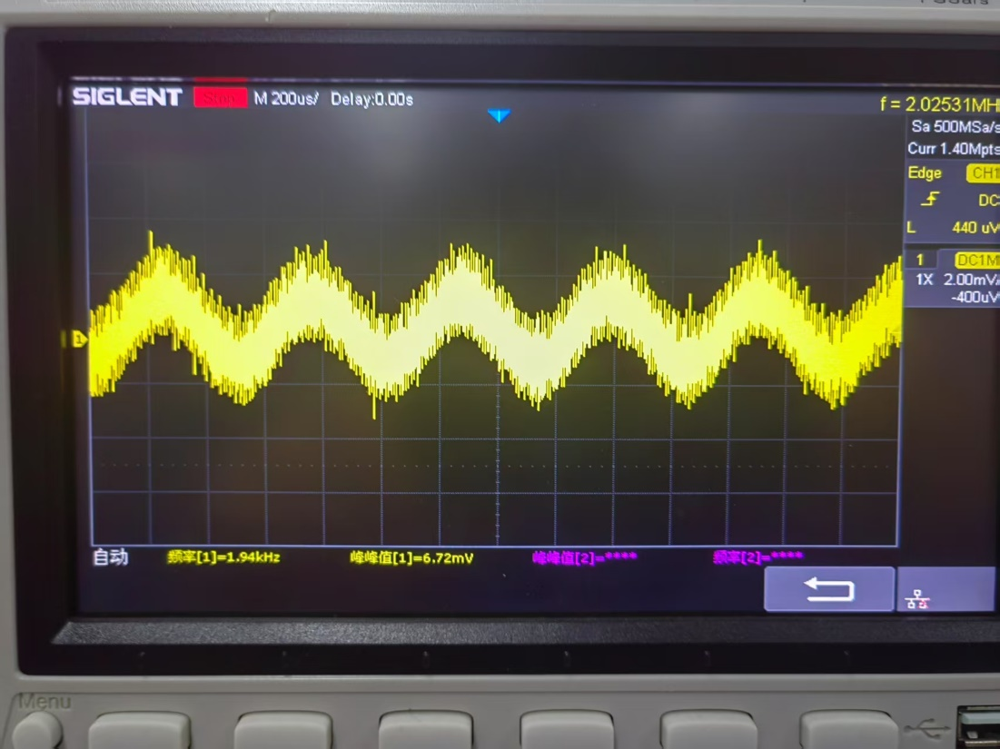 SIGLENT Stop M 200us/ Delay:0.00s
f = 2.02531MH
Sa 500MSa/s
Curr 1.40Mpts
Edge CH1
DC
L 440 uV
1 DC1M
1X 2.00mV/
-400uV
自动 频率[1]=1.94kHz 峰峰值[1]=6.72mV 峰峰值[2]=**** 频率[2]=****
Menu